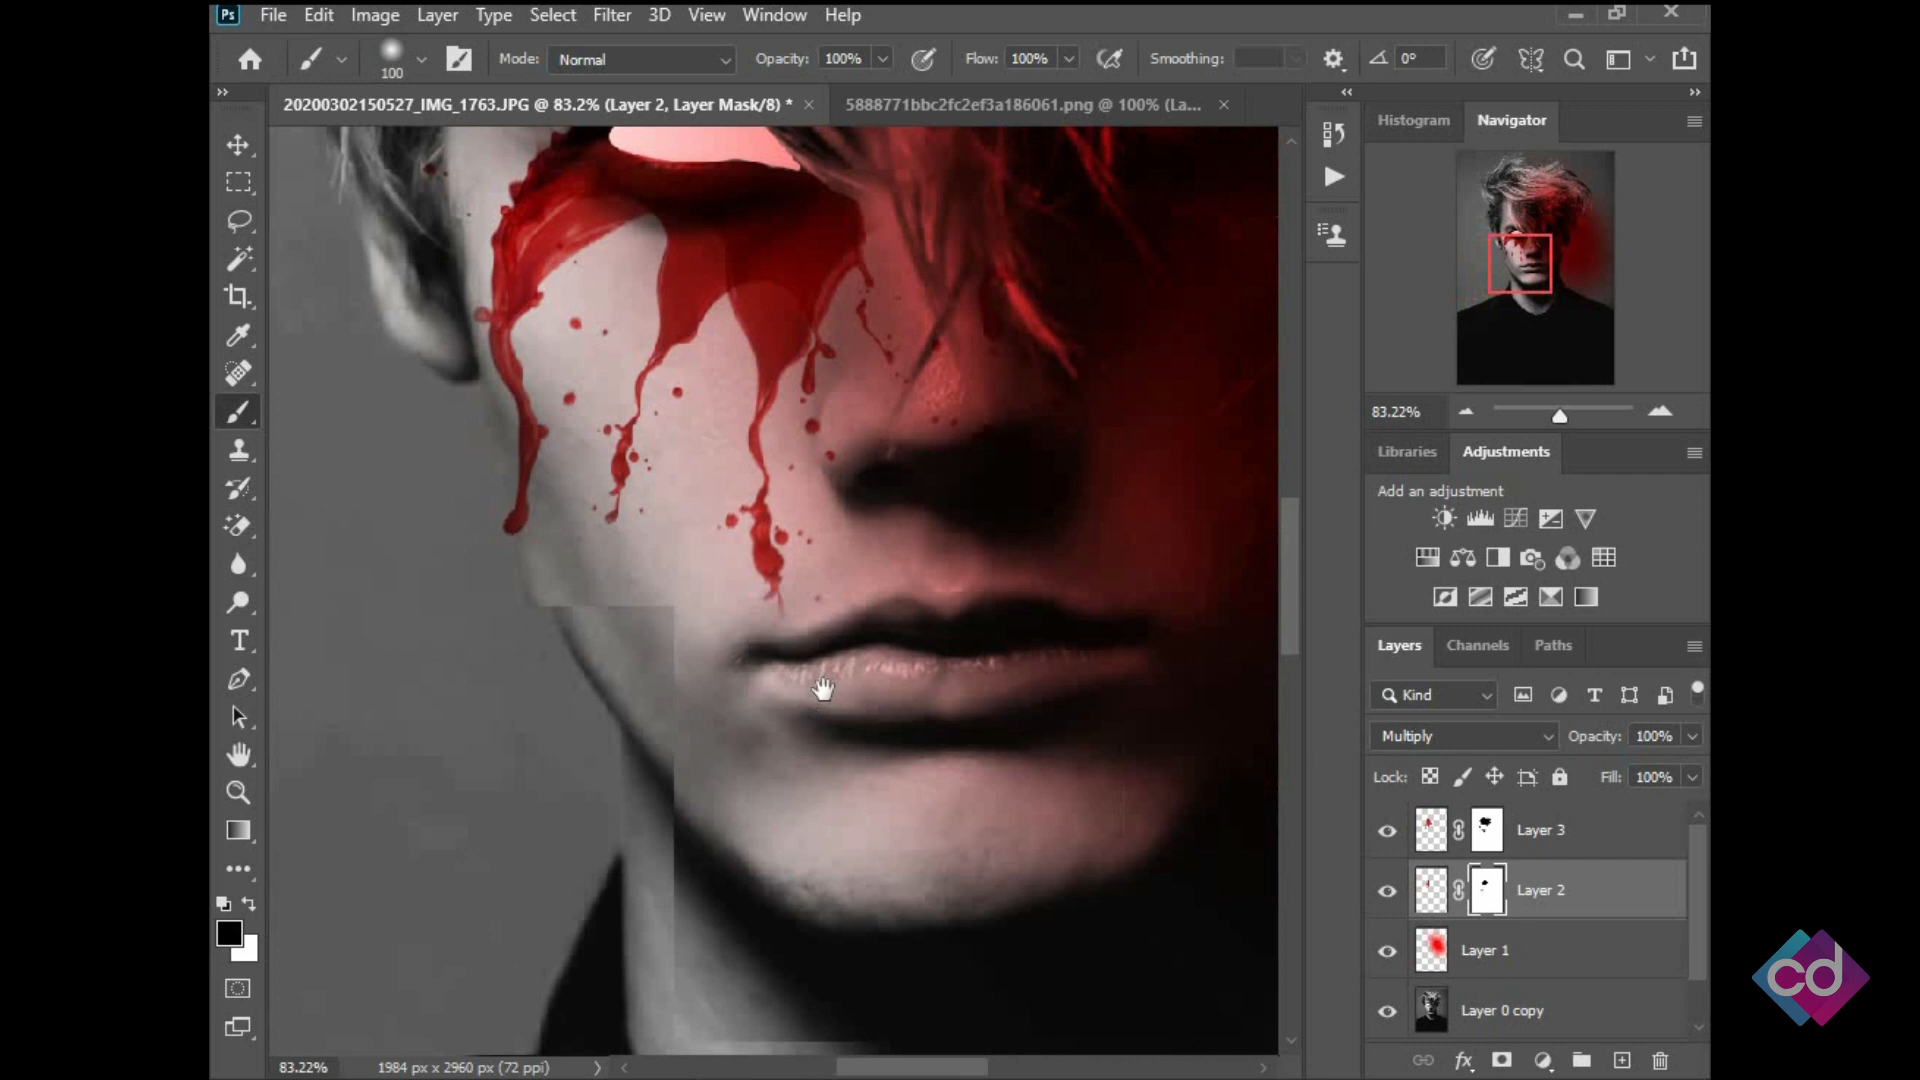 Ps File Edit Image Layer Type Select Filter 3D View Window Help
100 Mode: Normal Opacity: 100% Flow: 100% Smoothing: 0°
20200302150527_IMG_1763.JPG @ 83.2% (Layer 2, Layer Mask/8) * 5888771bbc2fc2ef3a186061.png @ 100% (La...
Histogram Navigator
83.22%
Libraries Adjustments
Add an adjustment
Layers Channels Paths
Kind
Multiply Opacity: 100%
Lock: Fill: 100%
Layer 3
Layer 2
Layer 1
Layer 0 copy
fx
83.22% 1984 px x 2960 px (72 ppi)
cd